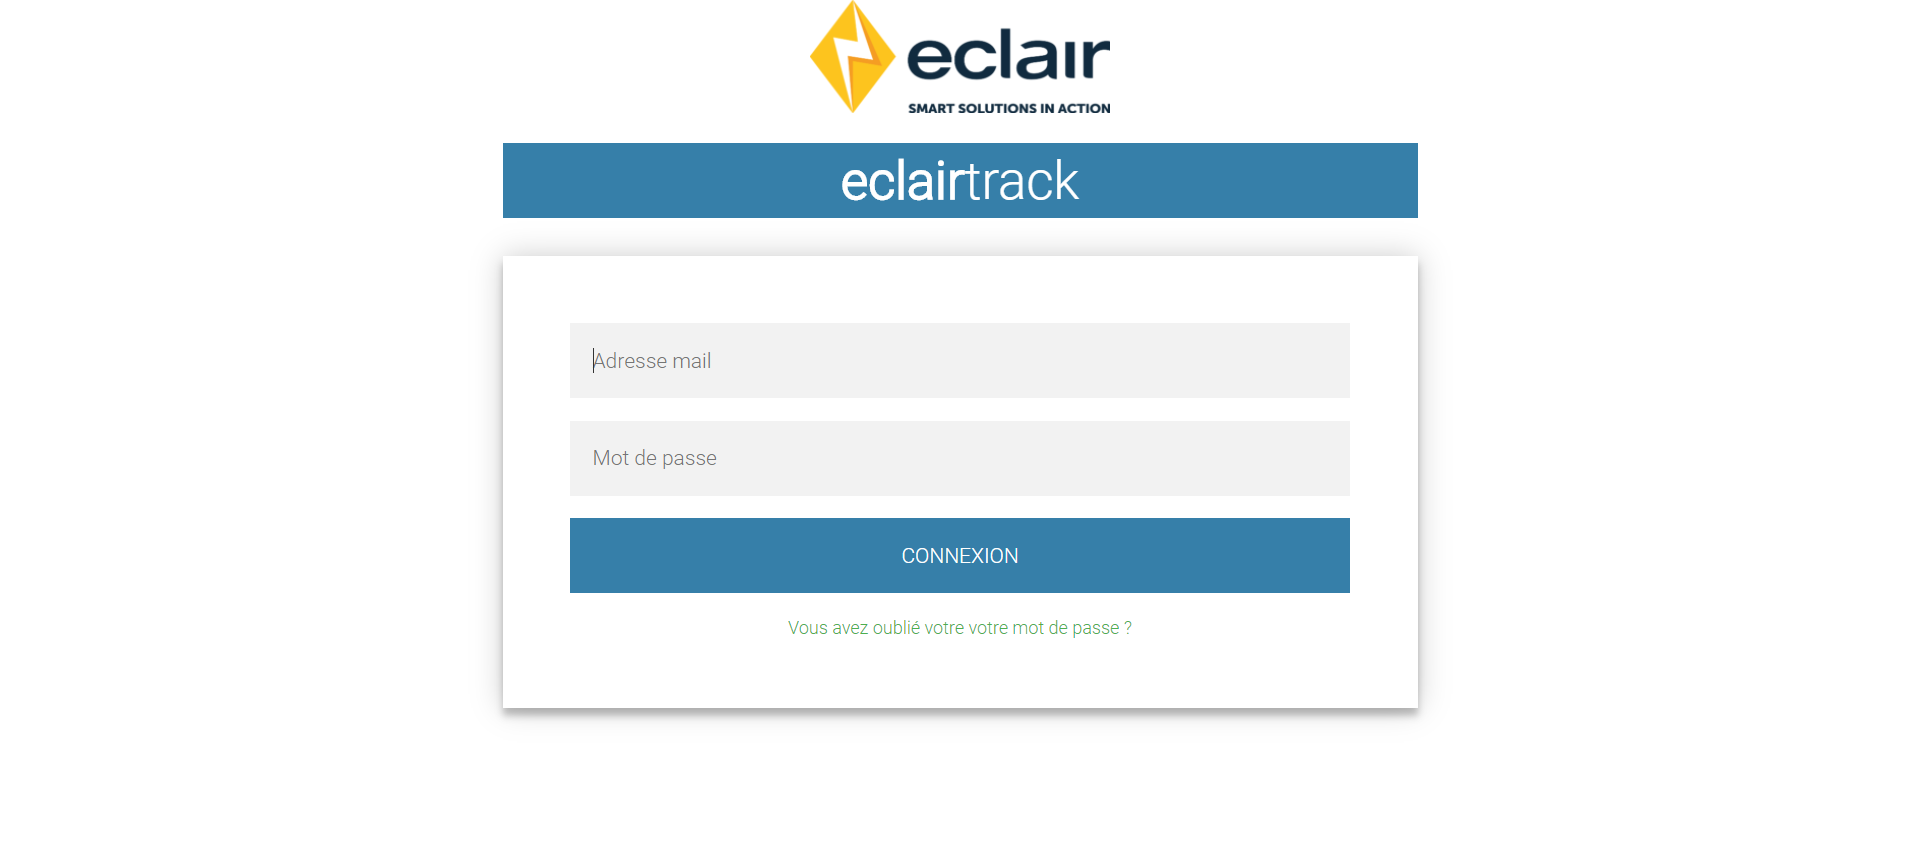 eclair
SMART SOLUTIONS IN ACTION
eclairtrack
Adresse mail
Mot de passe
CONNEXION
Vous avez oublié votre votre mot de passe ?